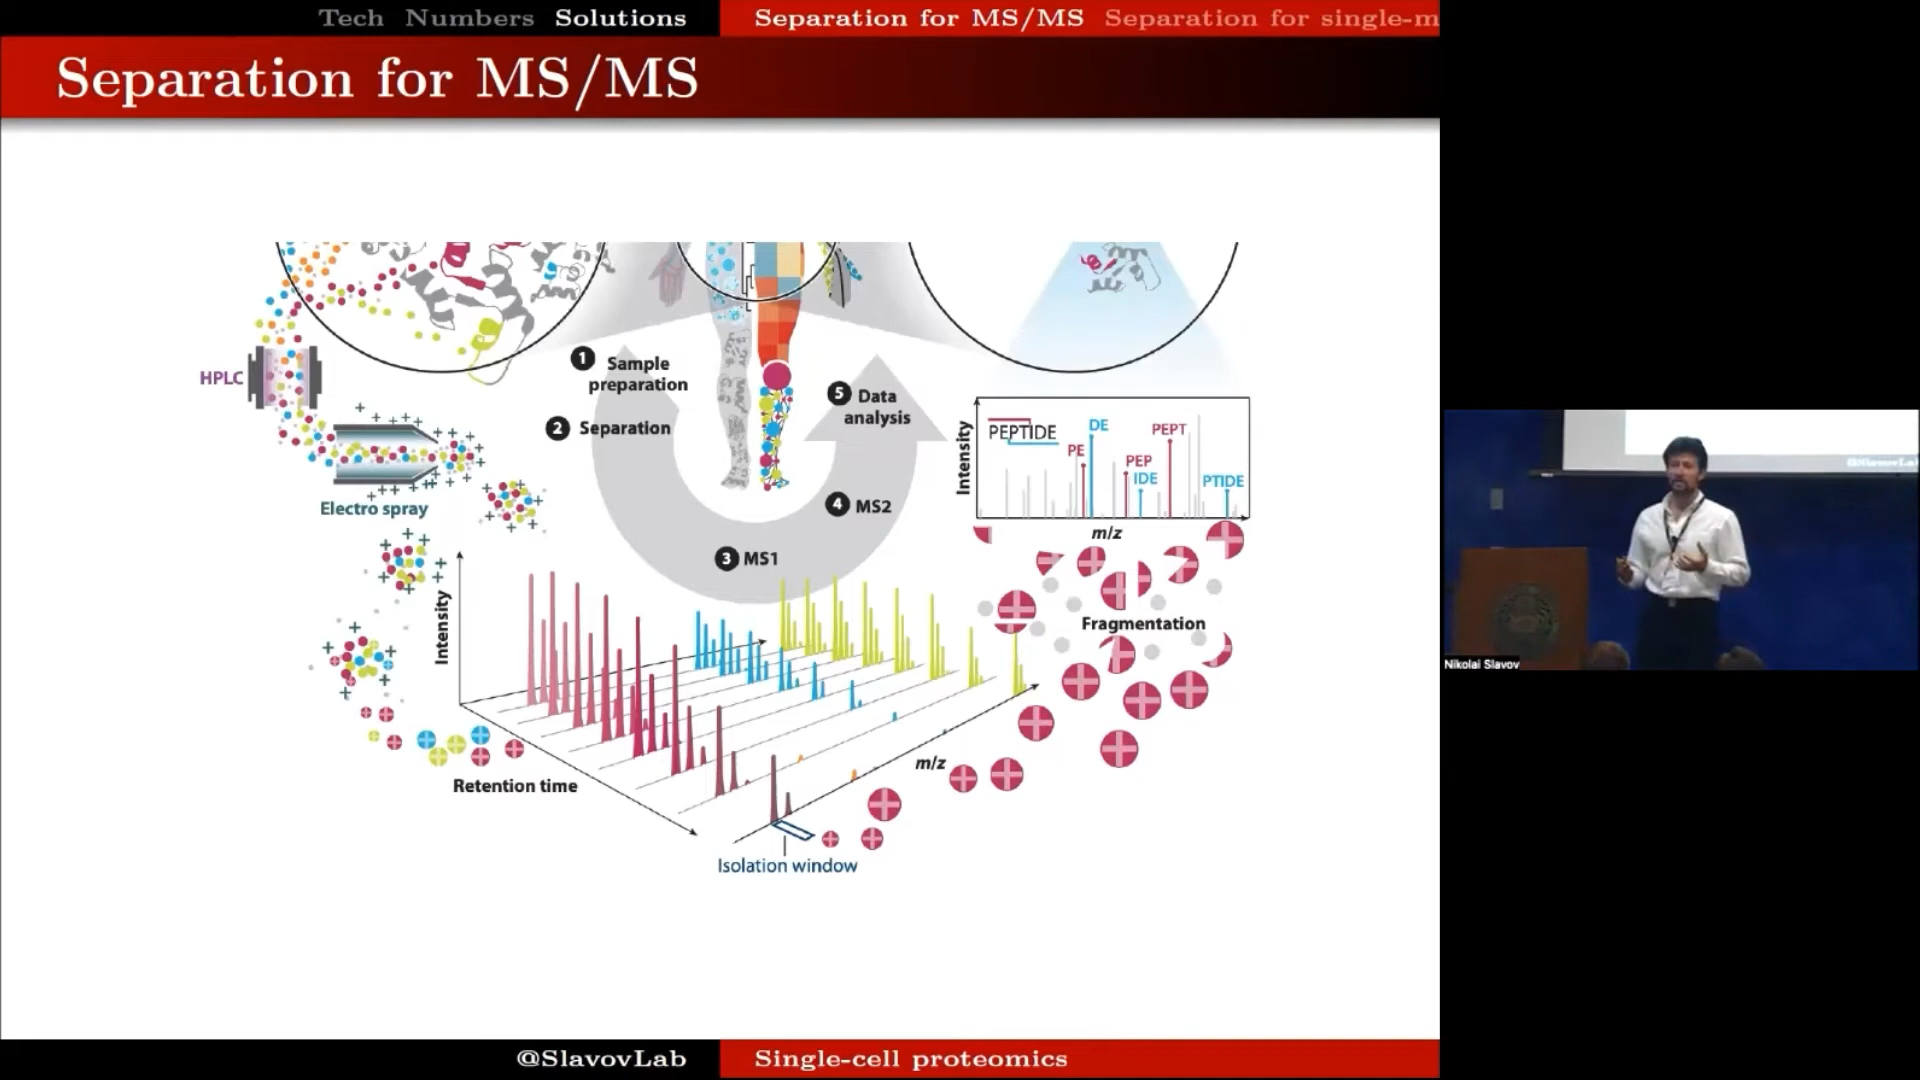 Tech Numbers Solutions
Separation for MS/MS Separation for single-m
Separation for MS/MS
HPLC
1 Sample
preparation
2 Separation
3 MS1
4 MS2
5 Data
analysis
Electro spray
Intensity
Retention time
m/z
Isolation window
Intensity
PEPTIDE
PE
DE
PEP
IDE
PEPT
PTIDE
m/z
Fragmentation
@SlavovLab
Nikolai Slavov
@SlavovLab
Single-cell proteomics